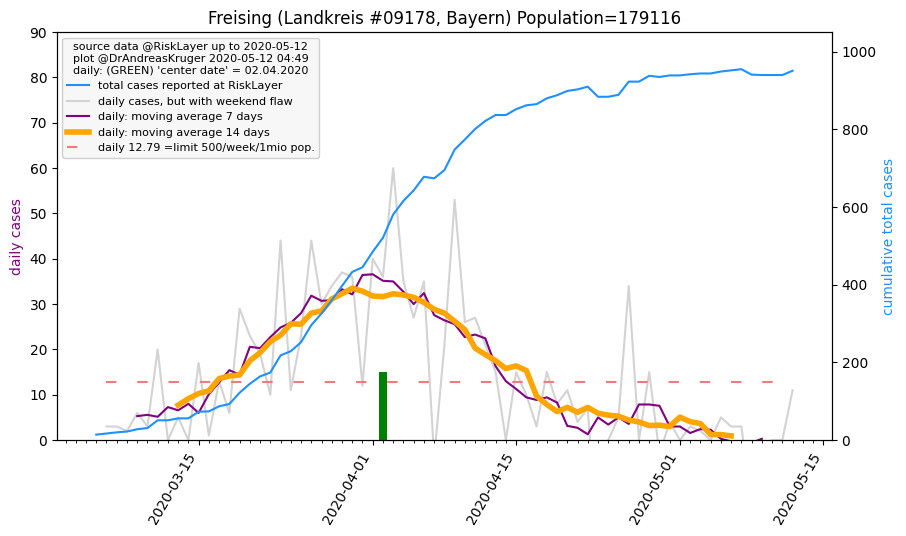 Freising (Landkreis #09178, Bayern) Population=179116
source data @RiskLayer up to 2020-05-12
plot @DrAndreasKruger 2020-05-12 04:49
daily: (GREEN) 'center date' = 02.04.2020
total cases reported at RiskLayer
daily cases, but with weekend flaw
daily: moving average 7 days
daily: moving average 14 days
daily 12.79 =limit 500/week/1mio pop.
daily cases
90
80
70
60
50
40
30
20
10
0
1000
800
600
400
200
0
cumulative total cases
2020-03-15
2020-04-01
2020-04-15
2020-05-01
2020-05-15